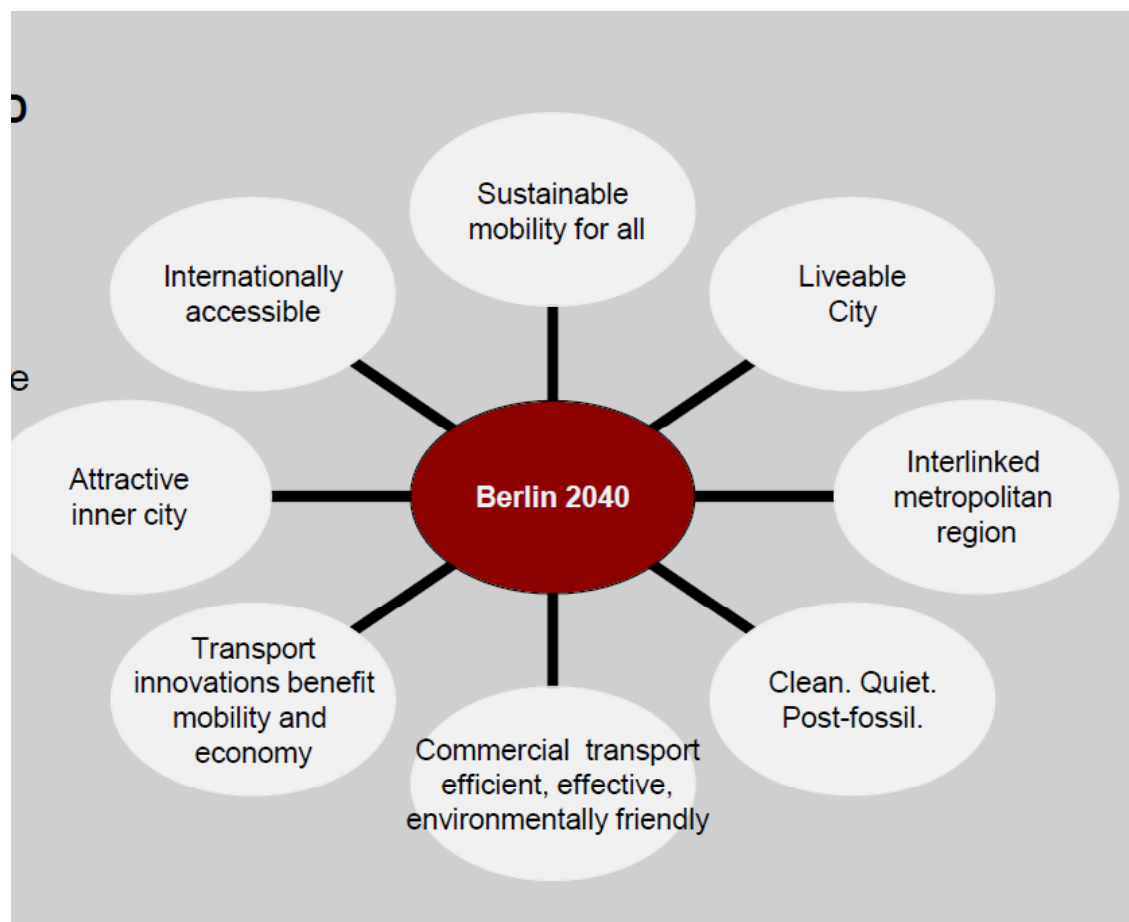 Sustainable
mobility for all
Internationally
accessible
Liveable
City
e
Attractive
inner city
Berlin 2040
Interlinked
metropolitan
region
Transport
innovations benefit
mobility and
economy
Clean. Quiet.
Post-fossil.
Commercial transport
efficient, effective,
environmentally friendly